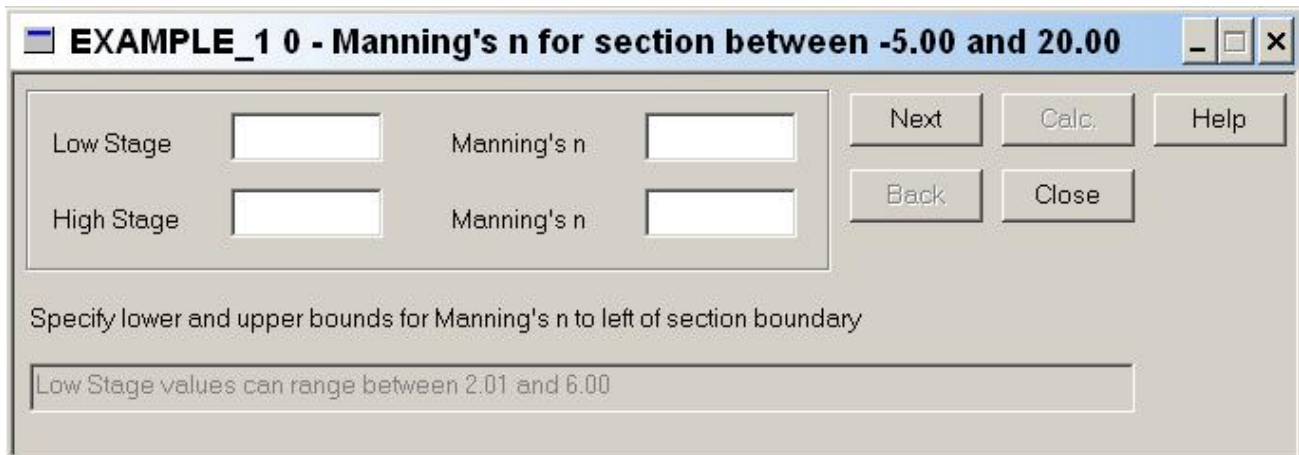 EXAMPLE_1 0 - Manning's n for section between -5.00 and 20.00
Low Stage Manning's n Next Calc. Help
High Stage Manning's n Back Close
Specify lower and upper bounds for Manning's n to left of section boundary
Low Stage values can range between 2.01 and 6.00